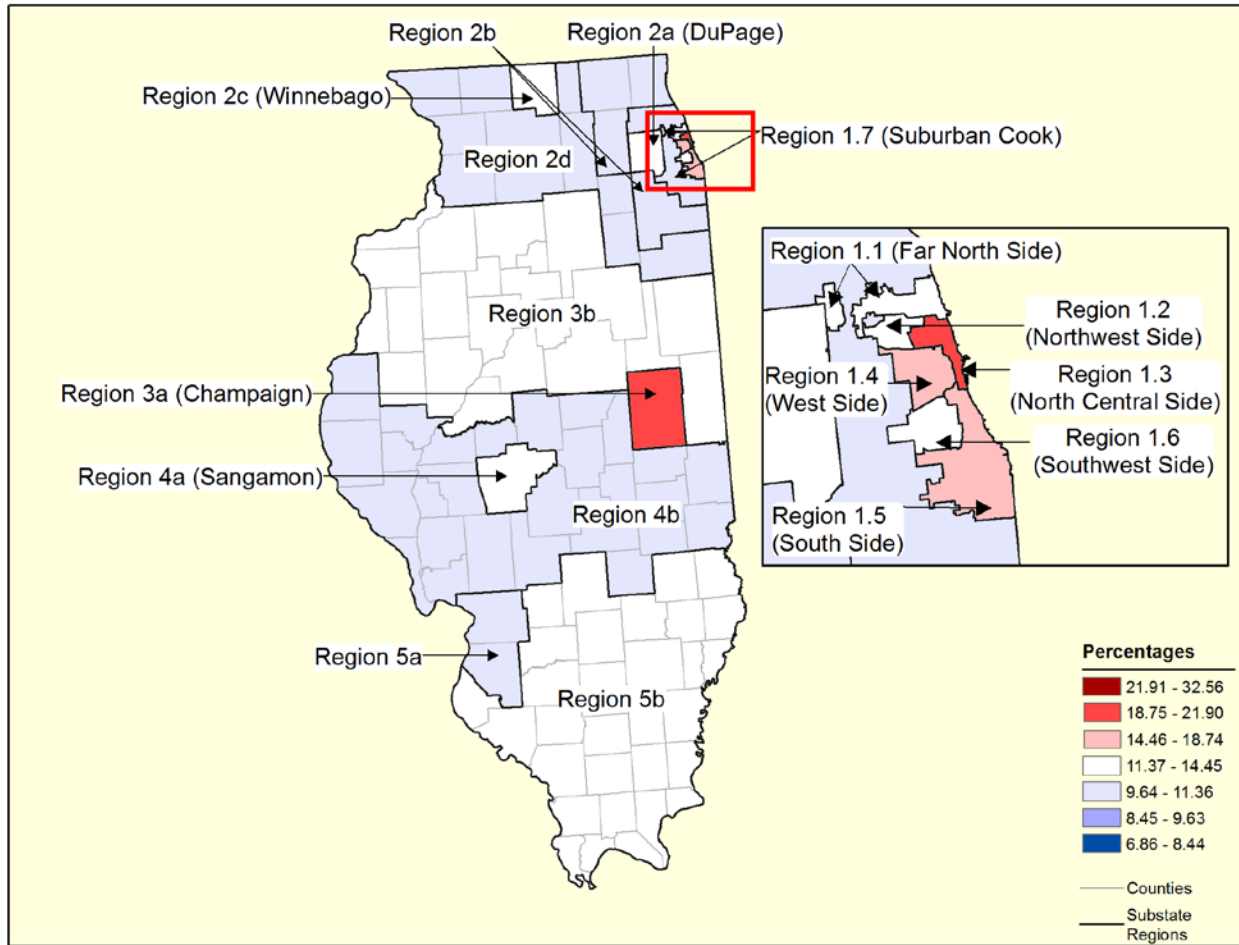 Region 2b
Region 2a (DuPage)
Region 2c (Winnebago)
Region 1.7 (Suburban Cook)
Region 2d
Region 3b
Region 3a (Champaign)
Region 4a (Sangamon)
Region 4b
Region 5a
Region 5b
Region 1.1 (Far North Side)
Region 1.2
(Northwest Side)
Region 1.4
(West Side)
Region 1.3
(North Central Side)
Region 1.6
(Southwest Side)
Region 1.5
(South Side)
Percentages
21.91 - 32.56
18.75 - 21.90
14.46 - 18.74
11.37 - 14.45
9.64 - 11.36
8.45 - 9.63
6.86 - 8.44
Counties
Substate
Regions